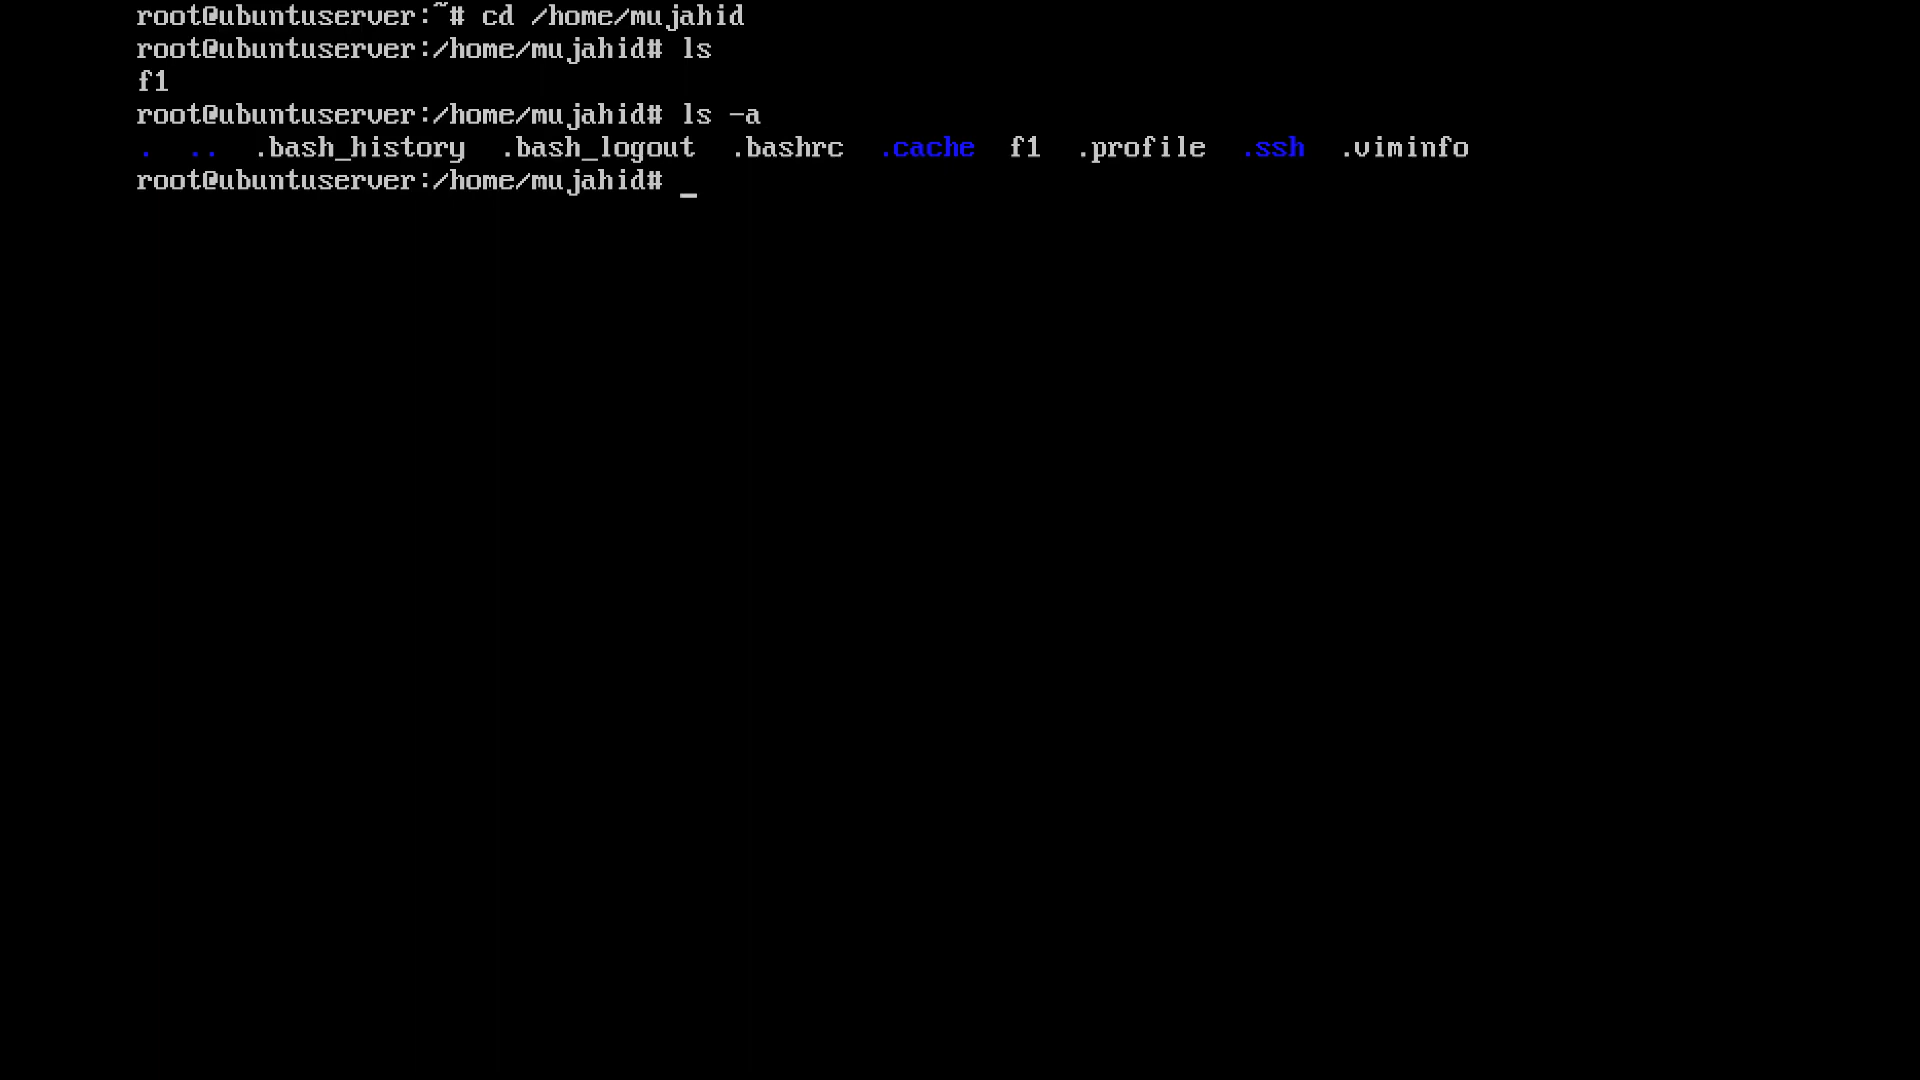 root@ubuntuserver:~# cd /home/mujahid
root@ubuntuserver:/home/mujahid# ls
f1
root@ubuntuserver:/home/mujahid# ls -a
.  ..  .bash_history  .bash_logout  .bashrc  .cache  f1  .profile  .ssh  .viminfo
root@ubuntuserver:/home/mujahid# _